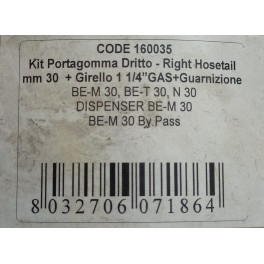 CODE 160035
Kit Portagomma Dritto - Right Hosetail
mm 30 + Girello 1 1/4”GAS+Guarnizione
BE-M 30, BE-T 30, N 30
DISPENSER BE-M 30
BE-M 30 By Pass
8 032706 071864